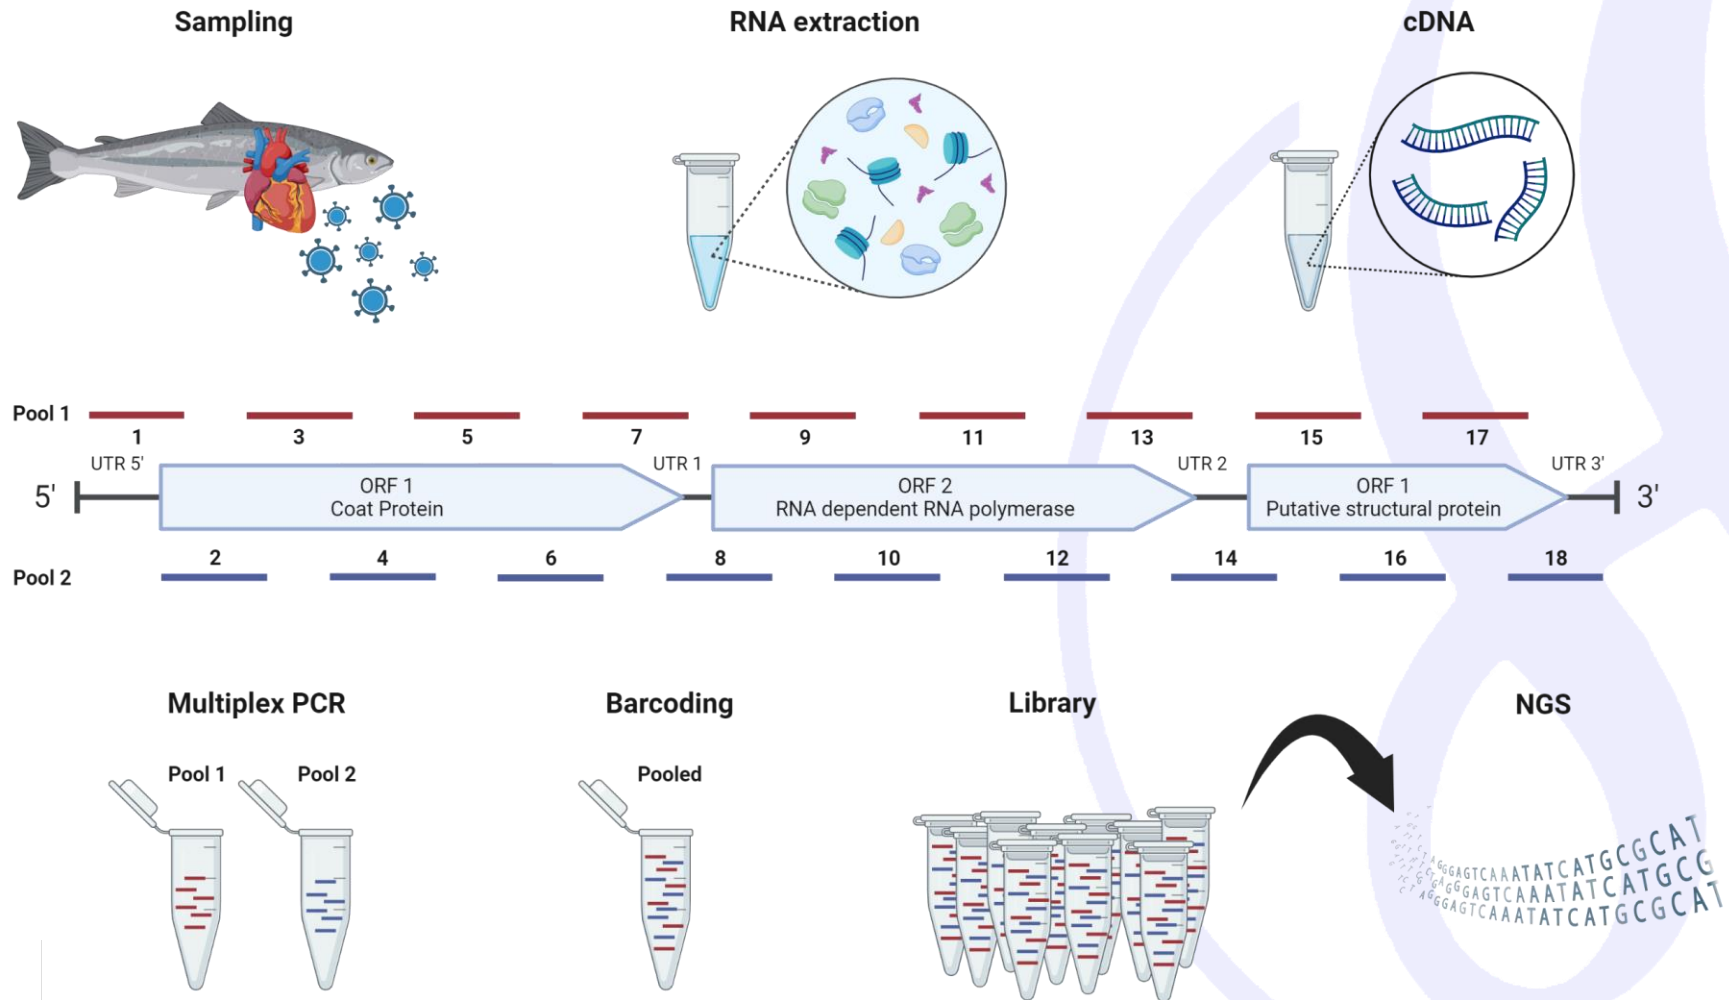 Sampling
RNA extraction
cDNA
Pool 1
1 3 5 7 9 11 13 15 17
UTR 5' UTR 1 UTR 2 UTR 3'
5'
ORF 1
Coat Protein
ORF 2
RNA dependent RNA polymerase
ORF 1
Putative structural protein
3'
2 4 6 8 10 12 14 16 18
Pool 2
Multiplex PCR
Barcoding
Library
NGS
Pool 1
Pool 2
Pooled
AGGGAGTCAAATATCATGCGCAT
GAGGGAGTCAAATATCATGCG
AGGGAGTCAAATATCATGCGCAT